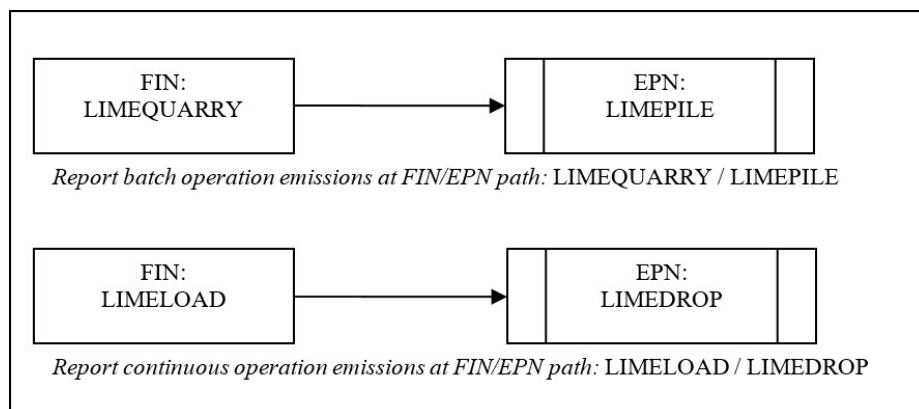 FIN:
LIMEQUARRY
EPN:
LIMEPILE
Report batch operation emissions at FIN/EPN path: LIMEQUARRY / LIMEPILE
FIN:
LIMELOAD
EPN:
LIMEDROP
Report continuous operation emissions at FIN/EPN path: LIMELOAD / LIMEDROP